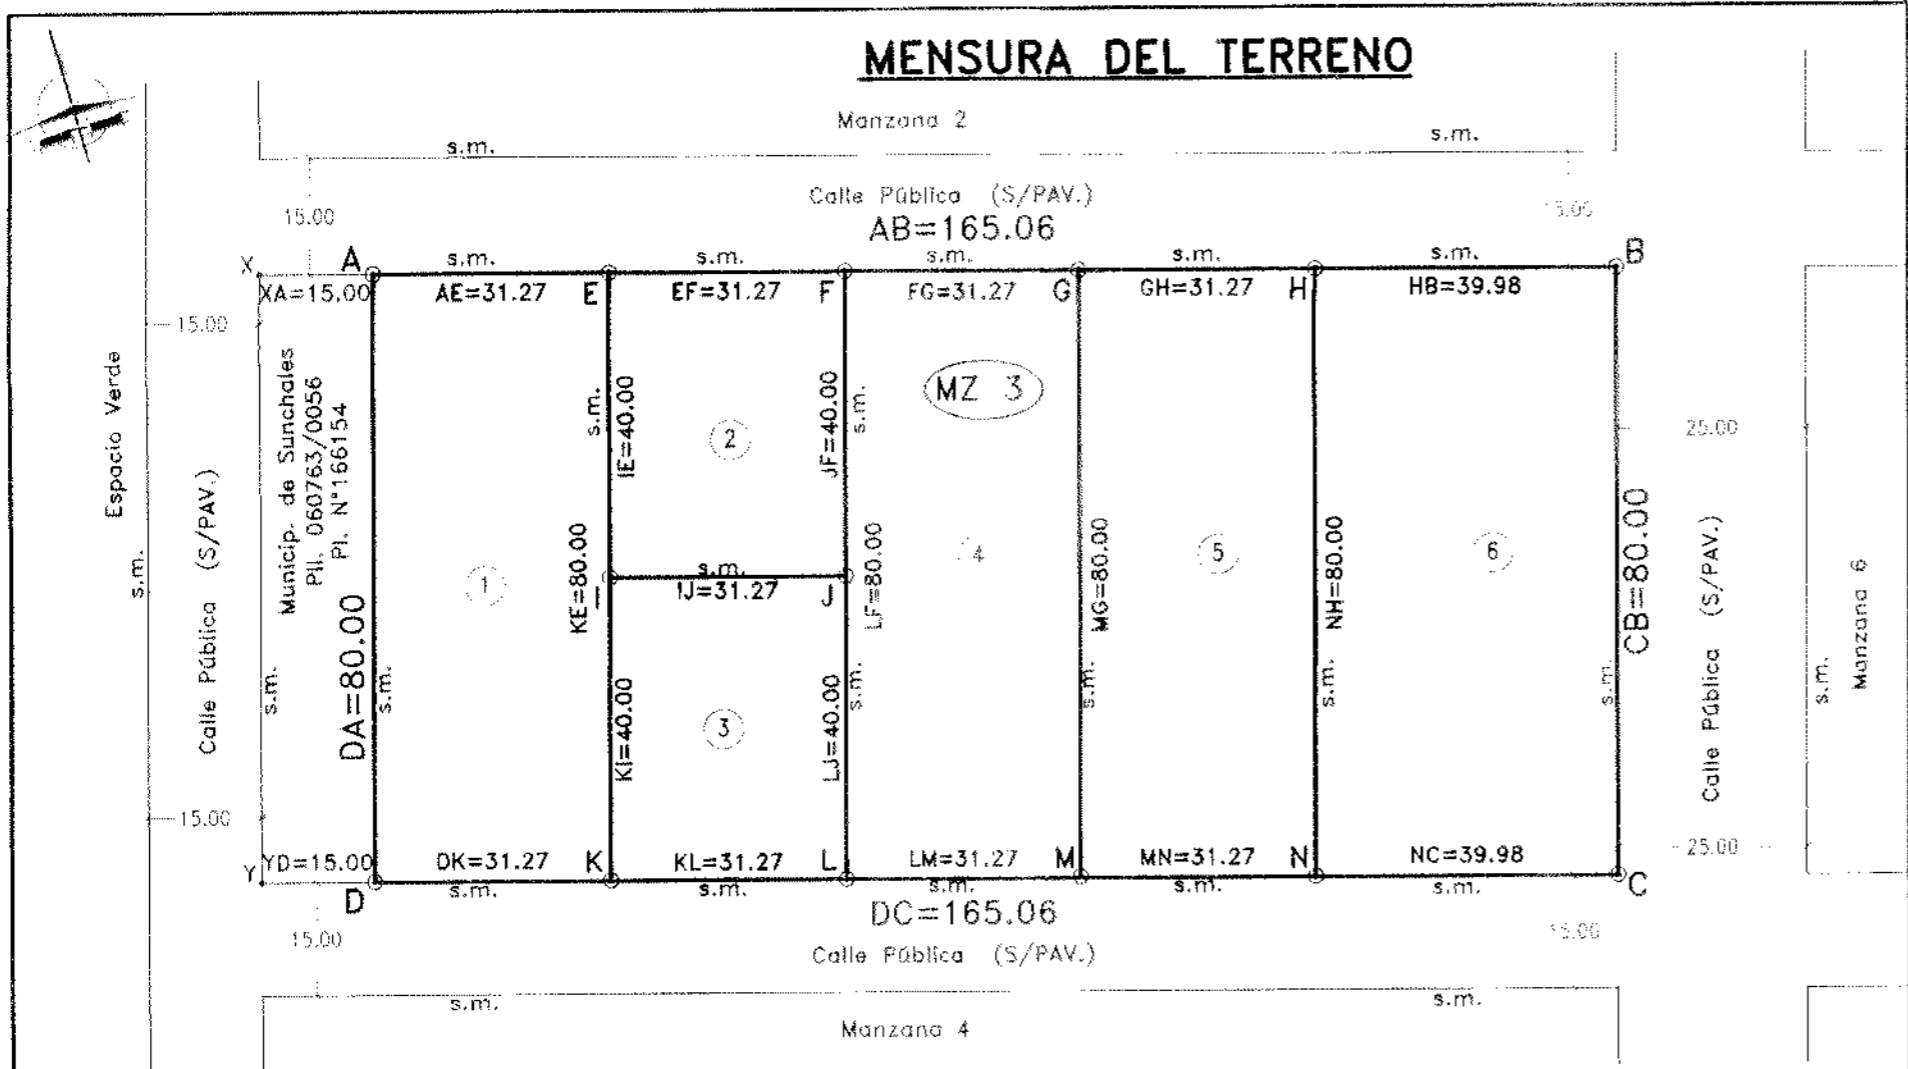 MENSURA DEL TERRENO
Manzana 2
s.m.
s.m.
Calle Pública (S/PAV.)
15.00
15.00
AB=165.06
X
A
s.m.
s.m.
s.m.
s.m.
s.m.
B
XA=15.00
AE=31.27
E
EF=31.27
F
FG=31.27
G
GH=31.27
H
HB=39.98
15.00
Espacio Verde
s.m.
Calle Pública (S/PAV.)
Municip. de Sunchales
PII. 060763/0056
Pl. N°166154
s.m.
DA=80.00
s.m.
1
s.m.
IE=40.00
KE=80.00
I
2
JF=40.00
s.m.
MZ 3
s.m.
IJ=31.27
J
LF=80.00
4
MG=80.00
5
NH=80.00
6
25.00
CB=80.00
Calle Pública (S/PAV.)
Manzana 6
s.m.
KI=40.00
3
LJ=40.00
s.m.
s.m.
s.m.
s.m.
15.00
25.00
Y
YD=15.00
DK=31.27
K
KL=31.27
L
LM=31.27
M
MN=31.27
N
NC=39.98
D
s.m.
s.m.
s.m.
s.m.
s.m.
C
DC=165.06
15.00
15.00
Calle Pública (S/PAV.)
s.m.
s.m.
Manzana 4